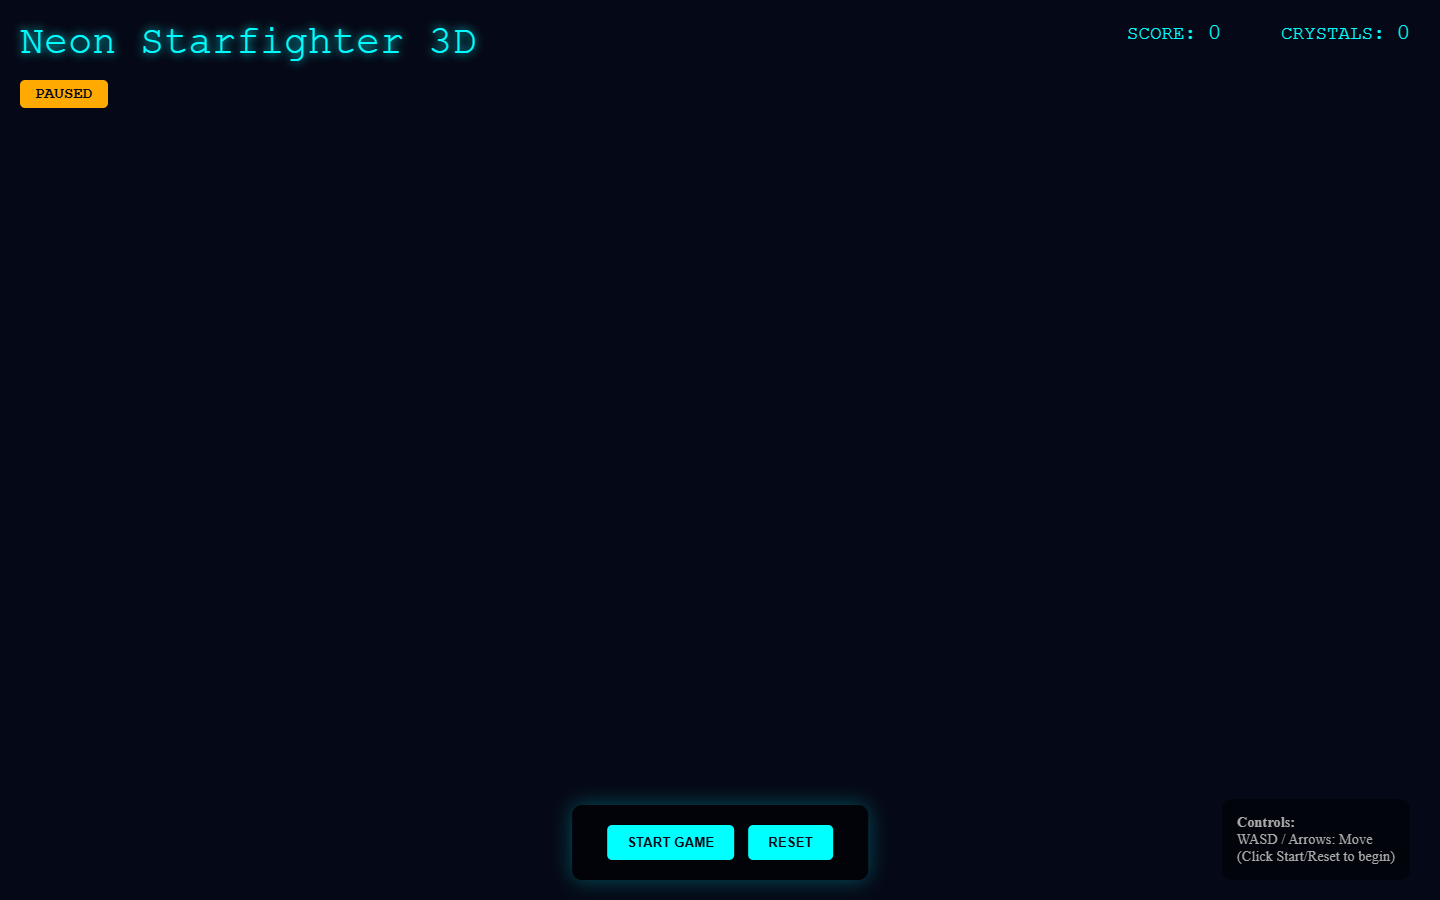 Neon Starfighter 3D
SCORE: 0
CRYSTALS: 0
PAUSED
START GAME
RESET
Controls:
WASD / Arrows: Move
(Click Start/Reset to begin)